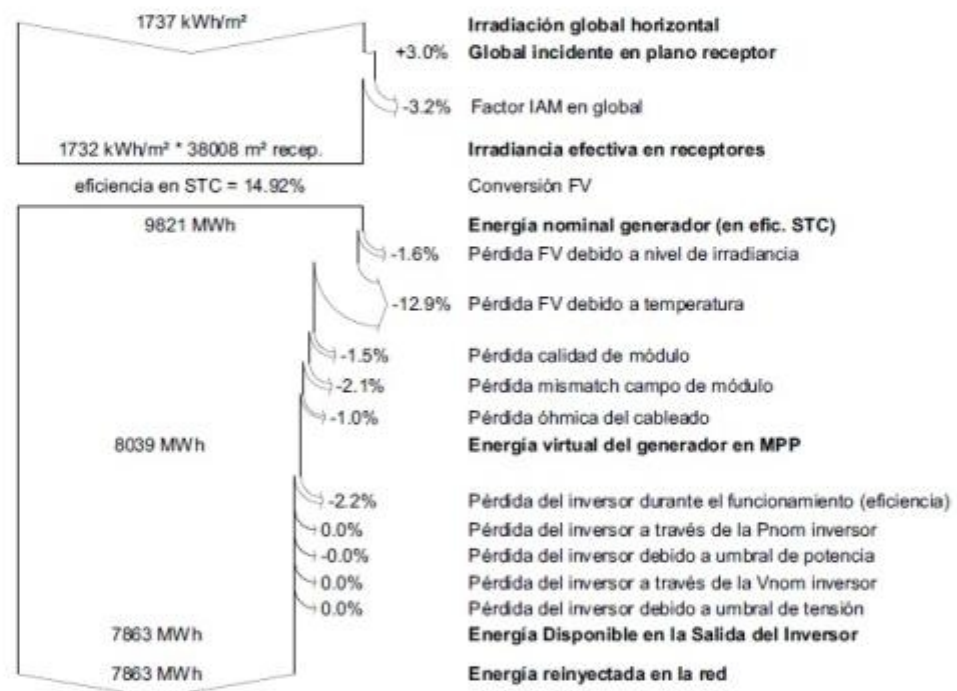 1737 kWh/m² Irradiación global horizontal
+3.0% Global incidente en plano receptor
-3.2% Factor IAM en global
1732 kWh/m² * 38008 m² recep. Irradiancia efectiva en receptores
eficiencia en STC = 14.92% Conversión FV
9821 MWh Energía nominal generador (en efic. STC)
-1.6% Pérdida FV debido a nivel de irradiancia
-12.9% Pérdida FV debido a temperatura
-1.5% Pérdida calidad de módulo
-2.1% Pérdida mismatch campo de módulo
-1.0% Pérdida óhmica del cableado
8039 MWh Energía virtual del generador en MPP
-2.2% Pérdida del inversor durante el funcionamiento (eficiencia)
0.0% Pérdida del inversor a través de la Pnom inversor
-0.0% Pérdida del inversor debido a umbral de potencia
0.0% Pérdida del inversor a través de la Vnom inversor
0.0% Pérdida del inversor debido a umbral de tensión
7863 MWh Energía Disponible en la Salida del Inversor
7863 MWh Energía reinyectada en la red